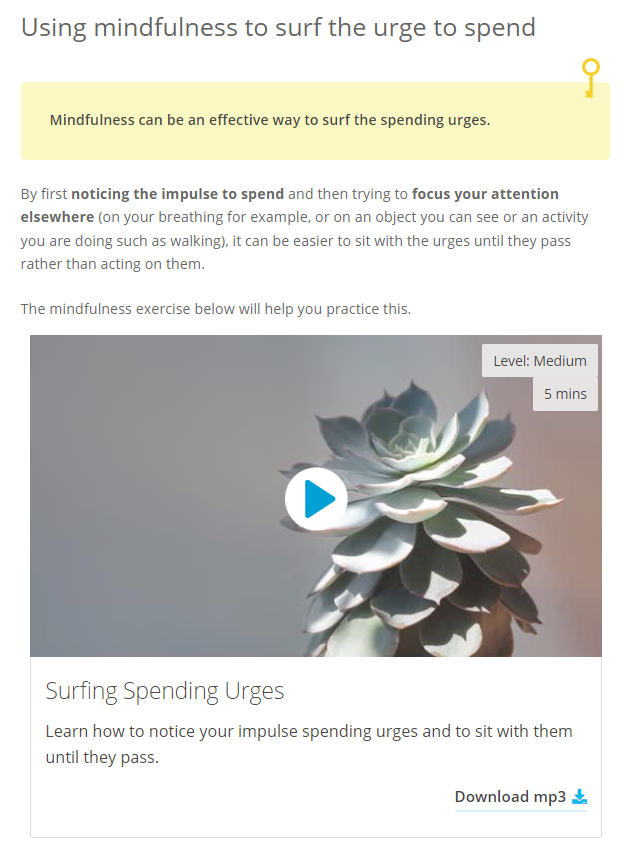 Using mindfulness to surf the urge to spend
Mindfulness can be an effective way to surf the spending urges.
By first noticing the impulse to spend and then trying to focus your attention
elsewhere (on your breathing for example, or on an object you can see or an activity
you are doing such as walking), it can be easier to sit with the urges until they pass
rather than acting on them.
The mindfulness exercise below will help you practice this.
Level: Medium
5 mins
Surfing Spending Urges
Learn how to notice your impulse spending urges and to sit with them
until they pass.
Download mp3